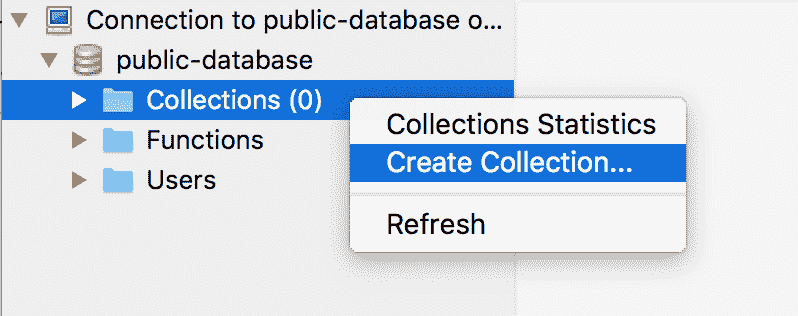 Connection to public-database o...
public-database
Collections (0)
Functions
Users
Collections Statistics
Create Collection...
Refresh